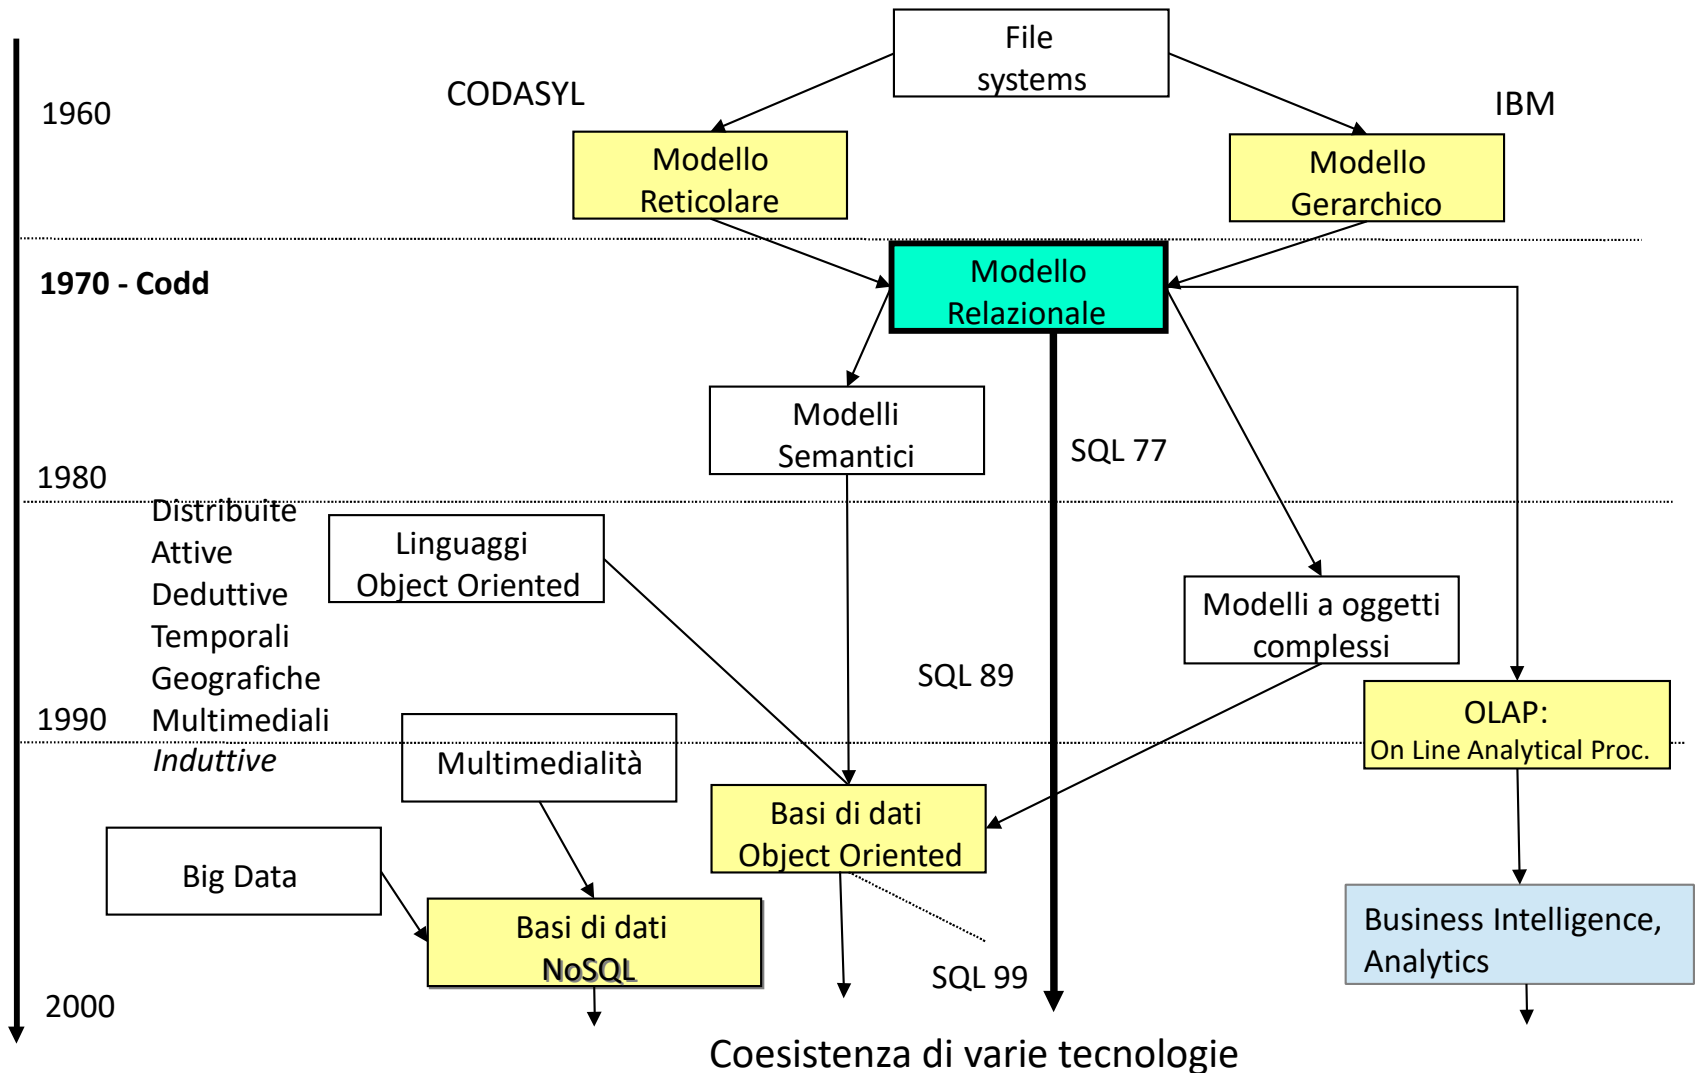 File
systems
CODASYL
IBM
1960
Modello
Reticolare
Modello
Gerarchico
1970 - Codd
Modello
Relazionale
Modelli
Semantici
SQL 77
1980
Distribuite
Attive
Deduttive
Temporali
Geografiche
Multimediali
Induttive
Linguaggi
Object Oriented
Modelli a oggetti
complessi
SQL 89
1990
OLAP:
On Line Analytical Proc.
Multimedialità
Basi di dati
Object Oriented
Big Data
Basi di dati
NoSQL
Business Intelligence,
Analytics
SQL 99
2000
Coesistenza di varie tecnologie